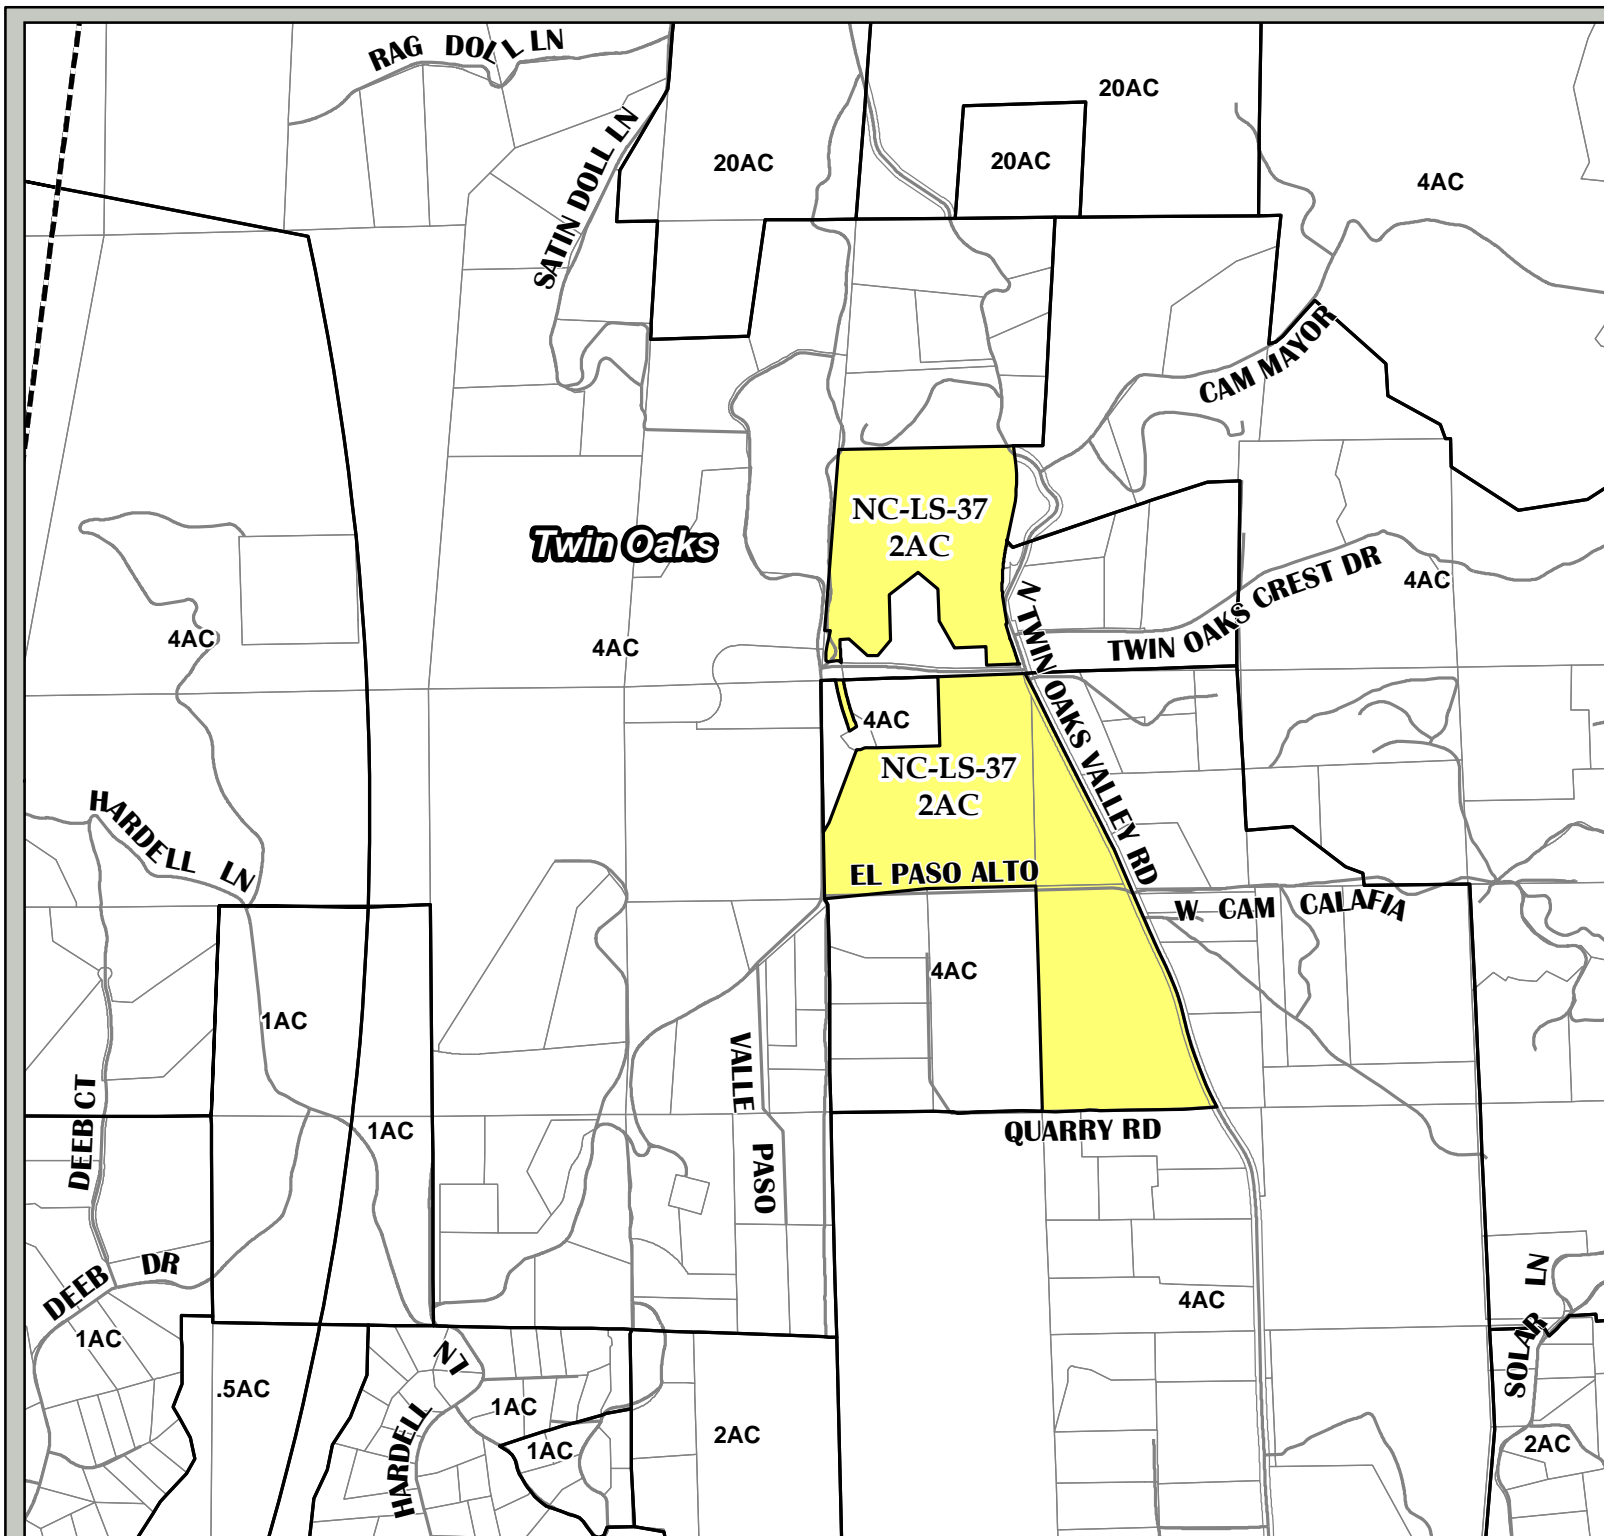 RAG DOLL LN
20AC
20AC
20AC
4AC
SATIN DOLL LN
CAM MAYOR
NC-LS-37
2AC
Twin Oaks
4AC
4AC
4AC
N TWIN OAKS VALLEY RD
TWIN OAKS CREST DR
4AC
NC-LS-37
2AC
HARDELL LN
EL PASO ALTO
W CAM CALAFIA
4AC
1AC
VALLE PASO
DEEB CT
1AC
QUARRY RD
DEEB DR
1AC
4AC
SOLAR LN
.5AC
HARDELL LN
1AC
1AC
2AC
2AC